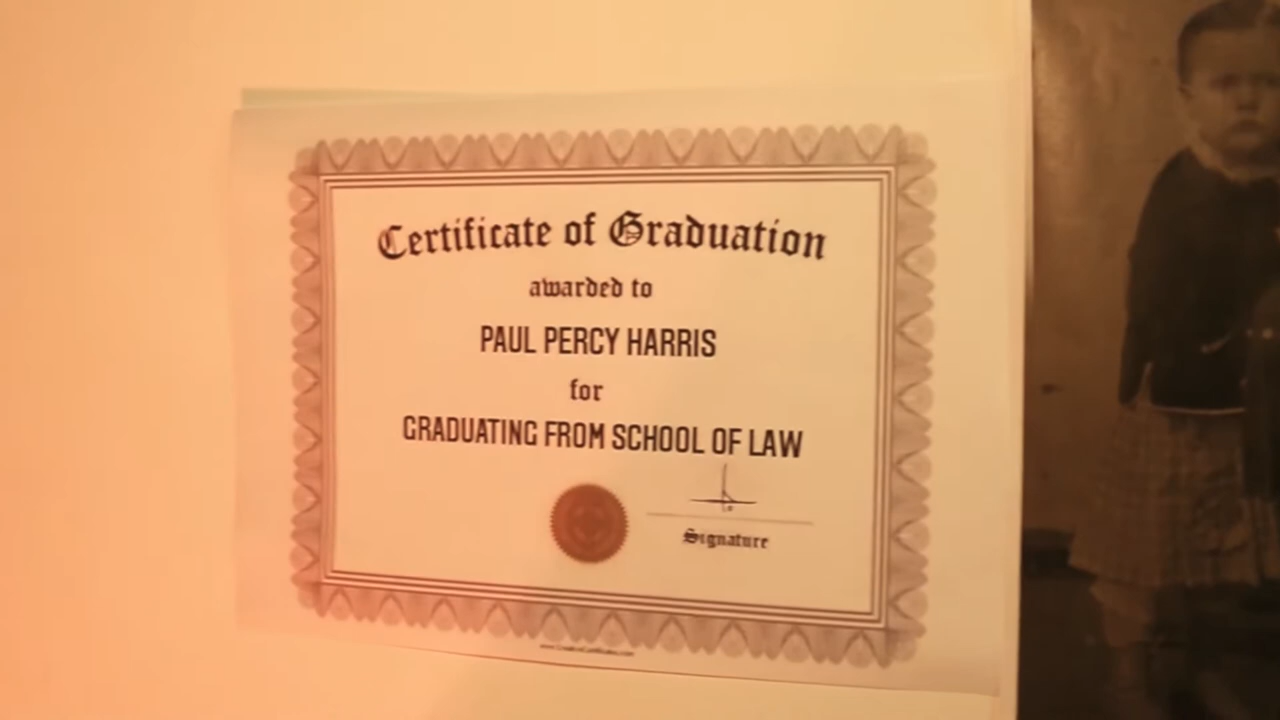 Certificate of Graduation
awarded to
PAUL PERCY HARRIS
for
GRADUATING FROM SCHOOL OF LAW
Signature